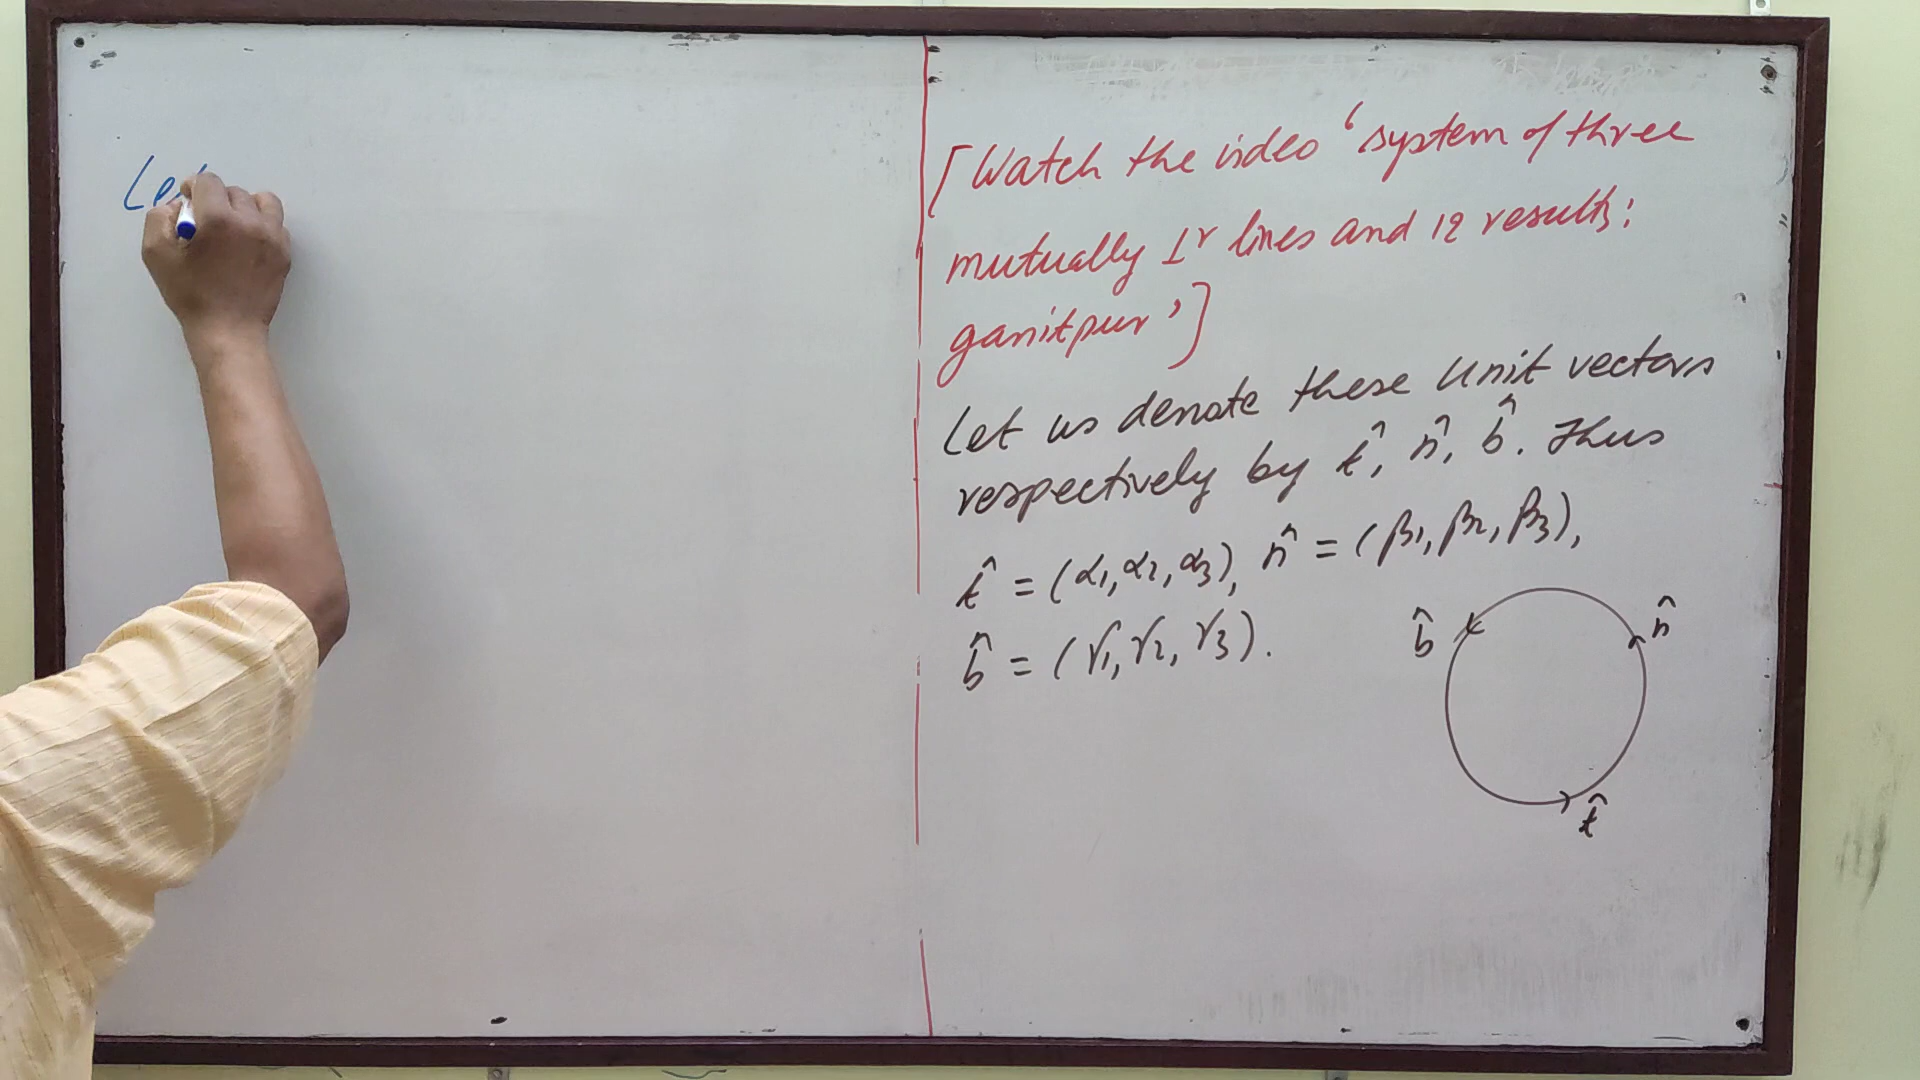 Let
[Watch the video 'system of three
mutually ⊥r lines and 12 results:
ganitpur']
Let us denote these unit vectors
respectively by t̂, n̂, b̂. Thus
t̂ = (α1, α2, α3), n̂ = (β1, β2, β3),
b̂ = (γ1, γ2, γ3).
b̂ n̂
t̂